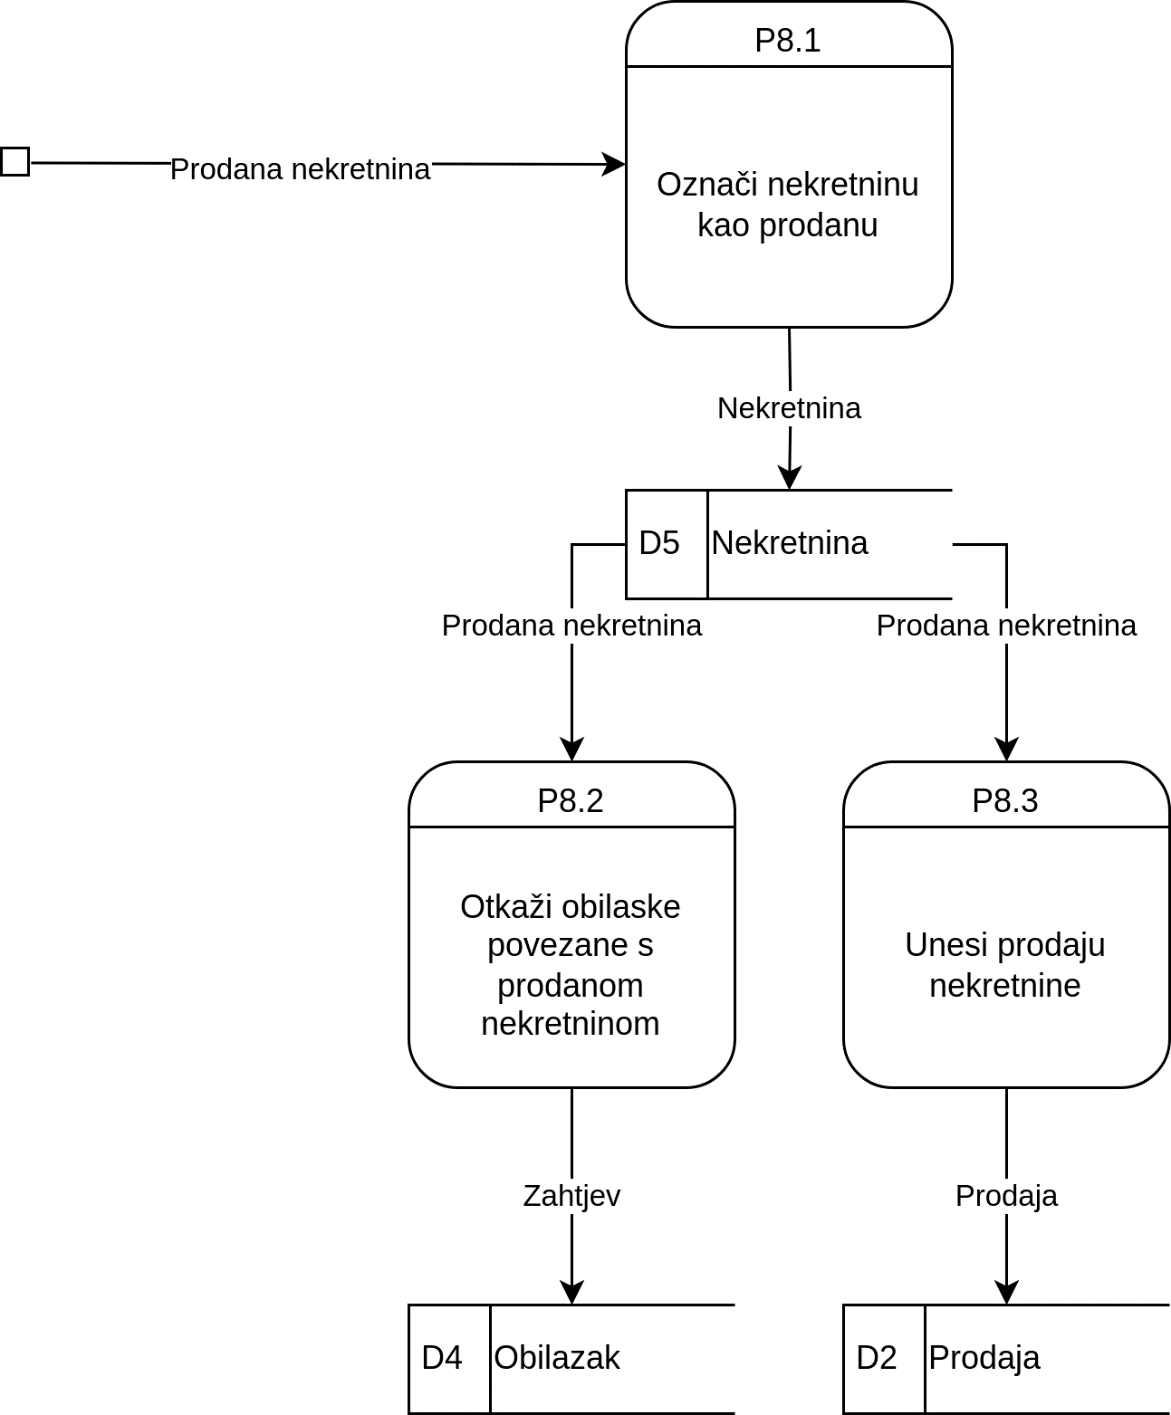 P8.1
Prodana nekretnina
Označi nekretninu
kao prodanu
Nekretnina
D5
Nekretnina
Prodana nekretnina
Prodana nekretnina
P8.2
P8.3
Otkaži obilaske
povezane s
prodanom
nekretninom
Unesi prodaju
nekretnine
Zahtjev
Prodaja
D4
Obilazak
D2
Prodaja